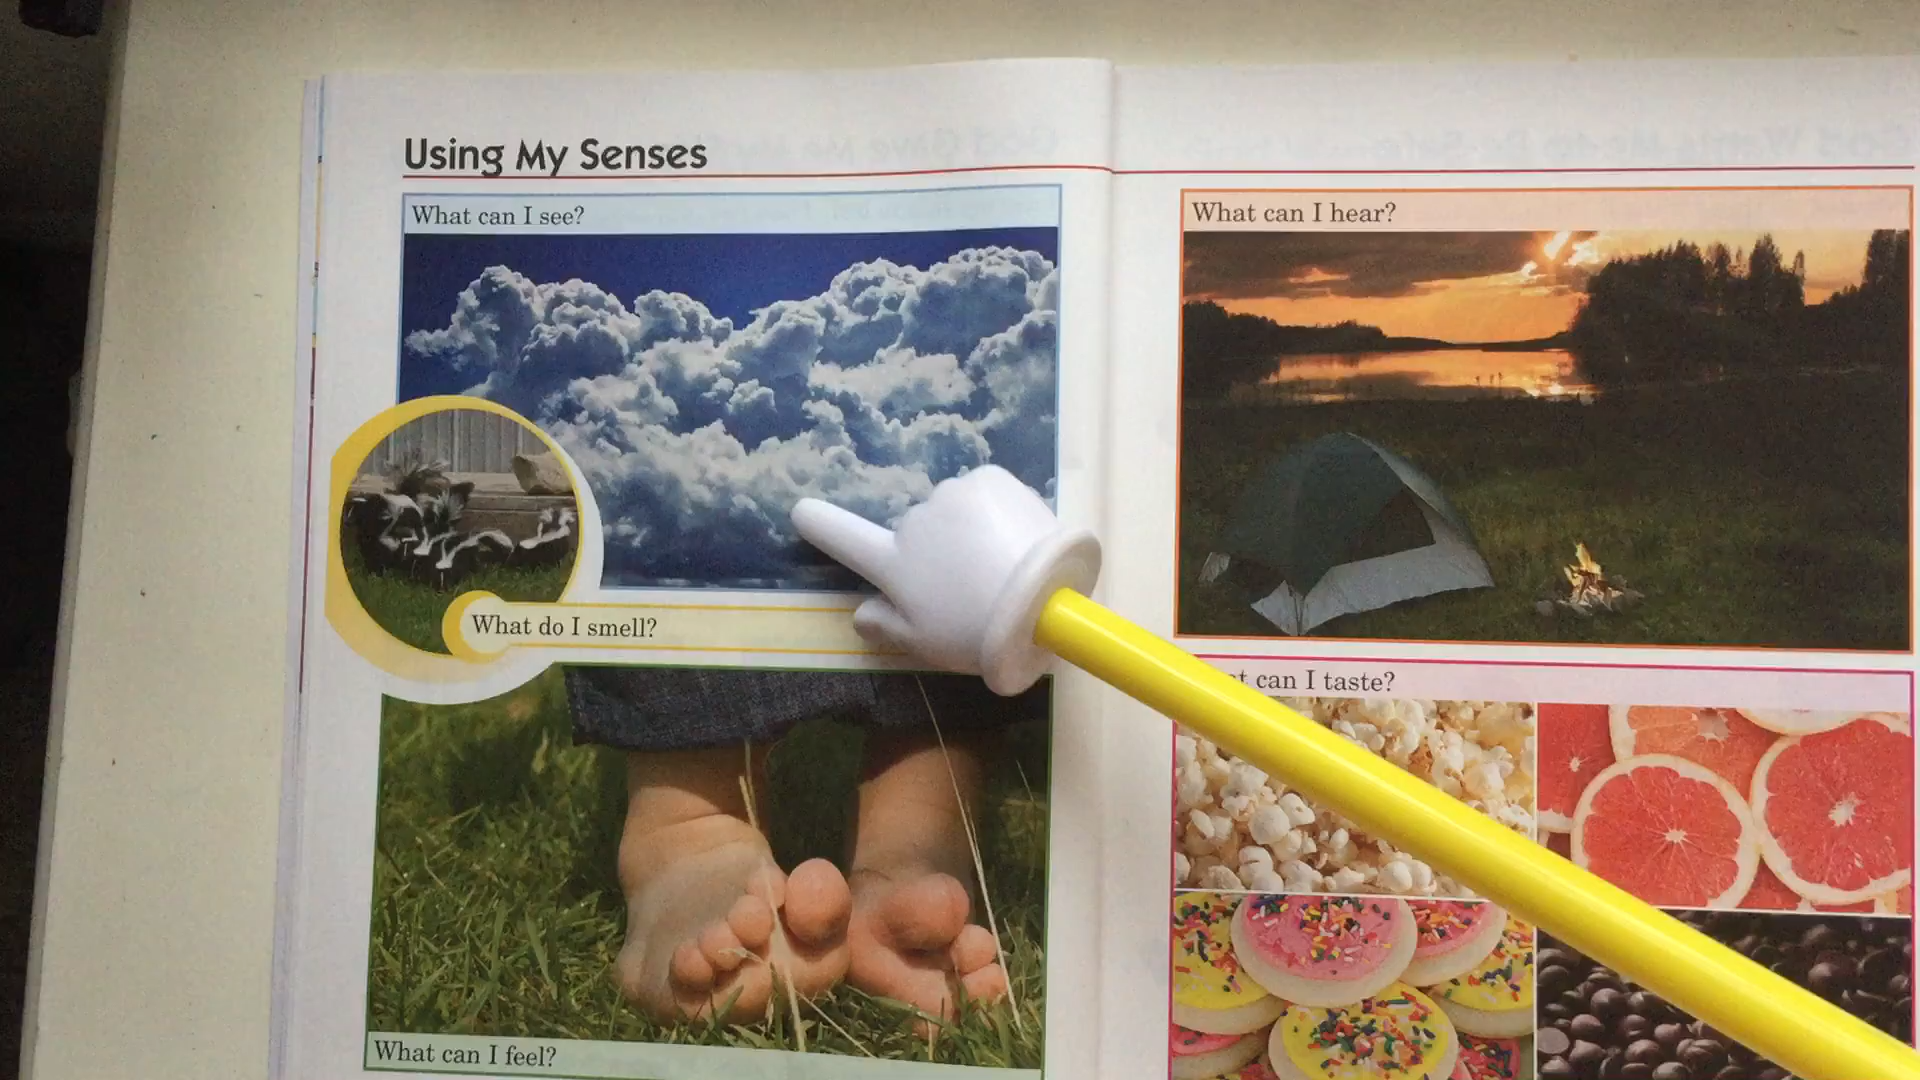 Using My Senses
What can I see?
What do I smell?
What can I feel?
What can I hear?
can I taste?